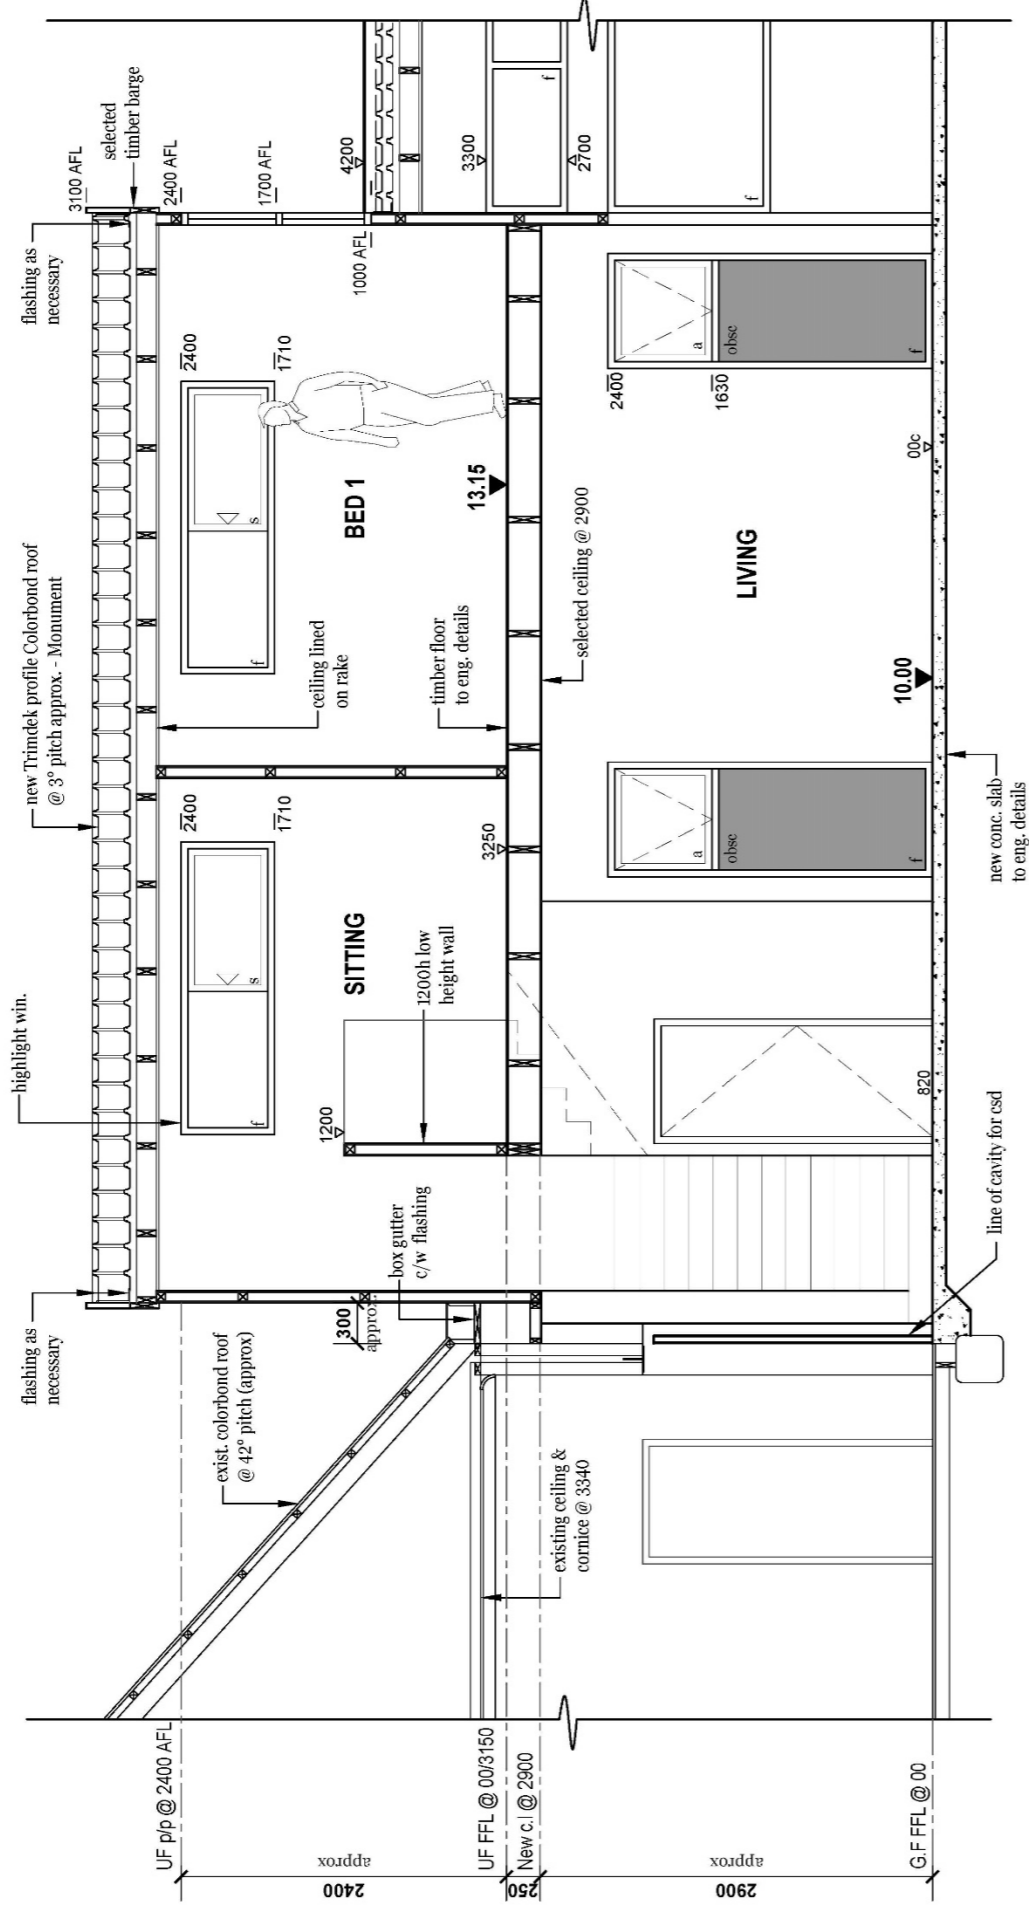 highlight win.
new Trimdek profile Colorbond roof
@ 3° pitch approx. - Monument
flashing as
necessary
flashing as
necessary
selected
timber barge
3100 AFL
2400 AFL
1700 AFL
1000 AFL
4200
3300
2700
f
f
exist. colorbond roof
@ 42° pitch (approx)
300
approx.
box gutter
c/w flashing
1200
1200h low
height wall
SITTING
2400
1710
f
s
ceiling lined
on rake
BED 1
2400
1710
f
s
3250
timber floor
to eng. details
13.15
selected ceiling @ 2900
existing ceiling &
cornice @ 3340
LIVING
a
obsc
f
2400
1630
a
obsc
f
820
10.00
00c
line of cavity for csd
new conc. slab
to eng. details
UF p/p @ 2400 AFL
UF FFL @ 00/3150
New c.l @ 2900
G.F FFL @ 00
2400
approx
250
2900
approx